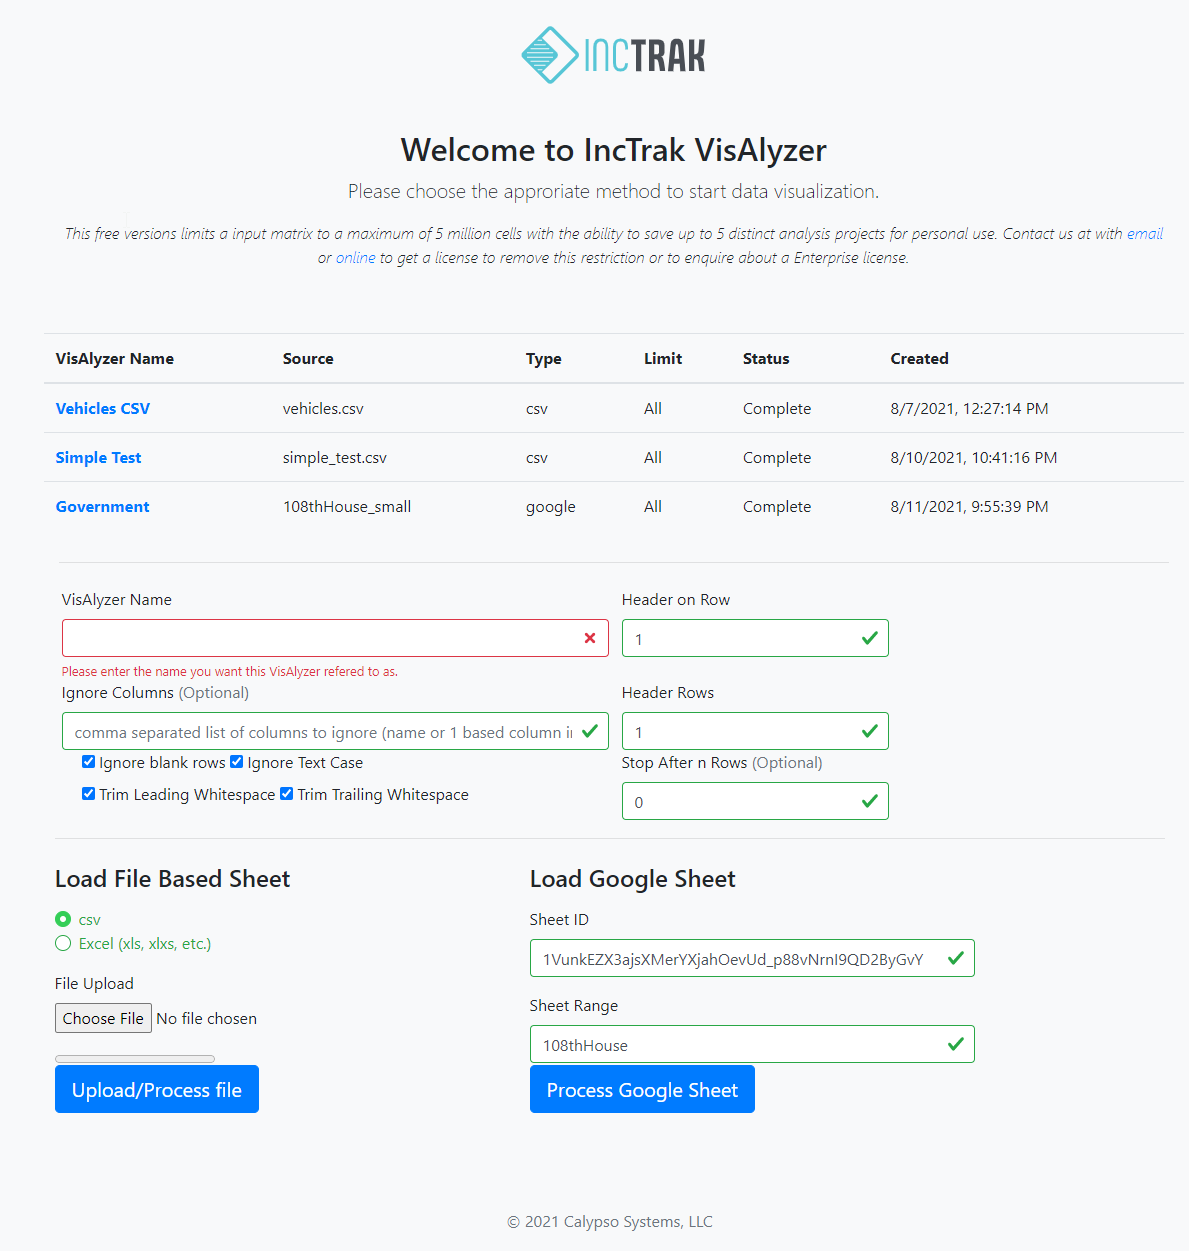 INCTRAK
Welcome to IncTrak VisAlyzer
Please choose the approriate method to start data visualization.
This free versions limits a input matrix to a maximum of 5 million cells with the ability to save up to 5 distinct analysis projects for personal use. Contact us at with email
or online to get a license to remove this restriction or to enquire about a Enterprise license.
VisAlyzer Name Source Type Limit Status Created
Vehicles CSV vehicles.csv csv All Complete 8/7/2021, 12:27:14 PM
Simple Test simple_test.csv csv All Complete 8/10/2021, 10:41:16 PM
Government 108thHouse_small google All Complete 8/11/2021, 9:55:39 PM
VisAlyzer Name Header on Row
1
Please enter the name you want this VisAlyzer refered to as.
Ignore Columns (Optional) Header Rows
comma separated list of columns to ignore (name or 1 based column i 1
Ignore blank rows Ignore Text Case Stop After n Rows (Optional)
Trim Leading Whitespace Trim Trailing Whitespace 0
Load File Based Sheet Load Google Sheet
csv Sheet ID
Excel (xls, xlxs, etc.) 1VunkEZX3ajsXMerYXjahOevUd_p88vNrnI9QD2ByGvY
File Upload Sheet Range
Choose File No file chosen 108thHouse
Upload/Process file Process Google Sheet
© 2021 Calypso Systems, LLC